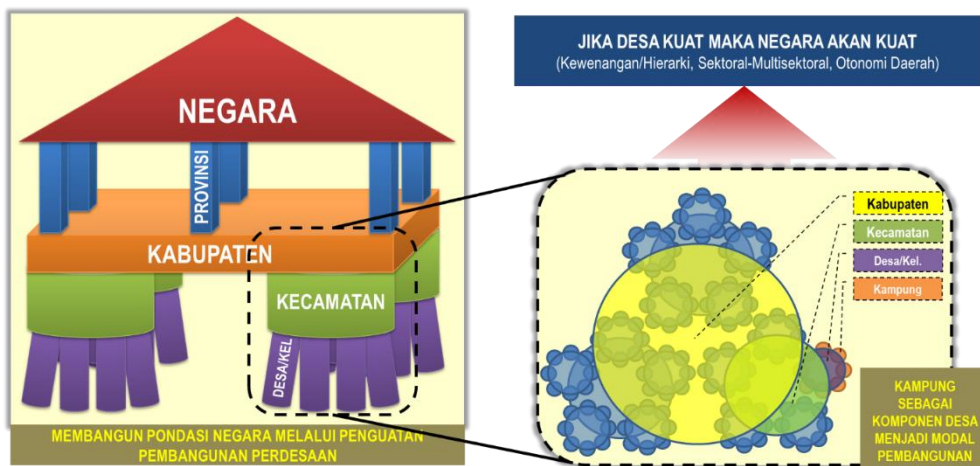 NEGARA
PROVINSI
KABUPATEN
KECAMATAN
DESA/KEL
MEMBANGUN PONDASI NEGARA MELALUI PENGUATAN
PEMBANGUNAN PERDESAAN
JIKA DESA KUAT MAKA NEGARA AKAN KUAT
(Kewenangan/Hierarki, Sektoral-Multisektoral, Otonomi Daerah)
Kabupaten
Kecamatan
Desa/Kel.
Kampung
KAMPUNG
SEBAGAI
KOMPONEN DESA
MENJADI MODAL
PEMBANGUNAN